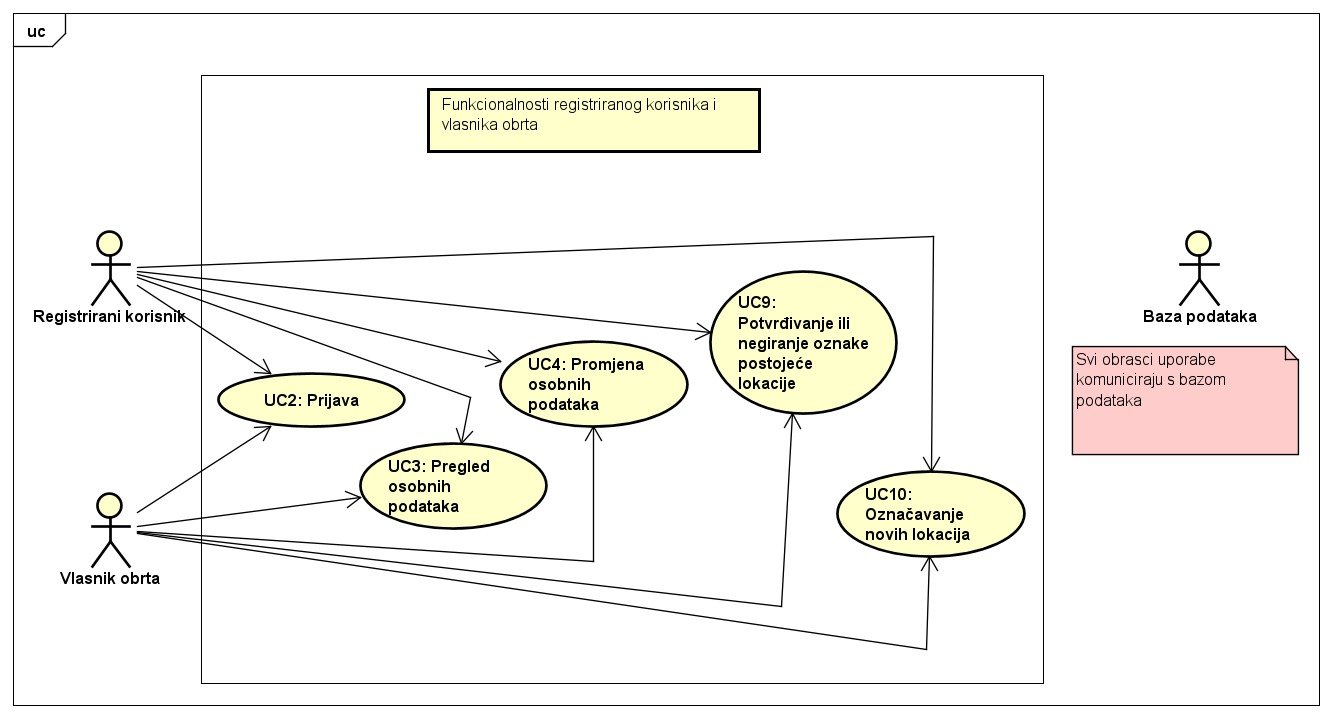 uc
Funkcionalnosti registriranog korisnika i
vlasnika obrta
Registrirani korisnik
Baza podataka
UC9:
Potvrđivanje ili
negiranje oznake
postojeće
lokacije
UC4: Promjena
osobnih
podataka
Svi obrasci uporabe
komuniciraju s bazom
podataka
UC2: Prijava
UC3: Pregled
osobnih
podataka
UC10:
Označavanje
novih lokacija
Vlasnik obrta